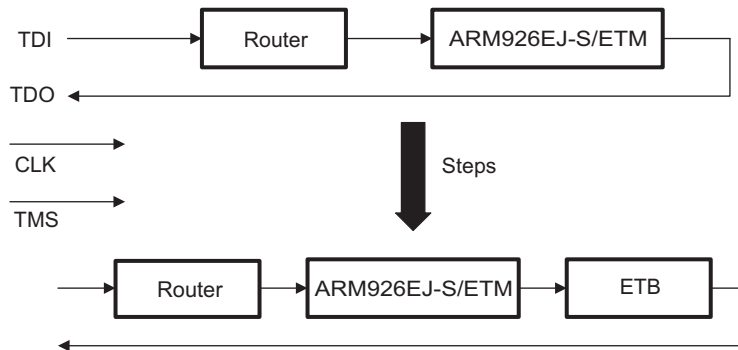 TDI
Router
ARM926EJ-S/ETM
TDO
CLK
Steps
TMS
Router
ARM926EJ-S/ETM
ETB